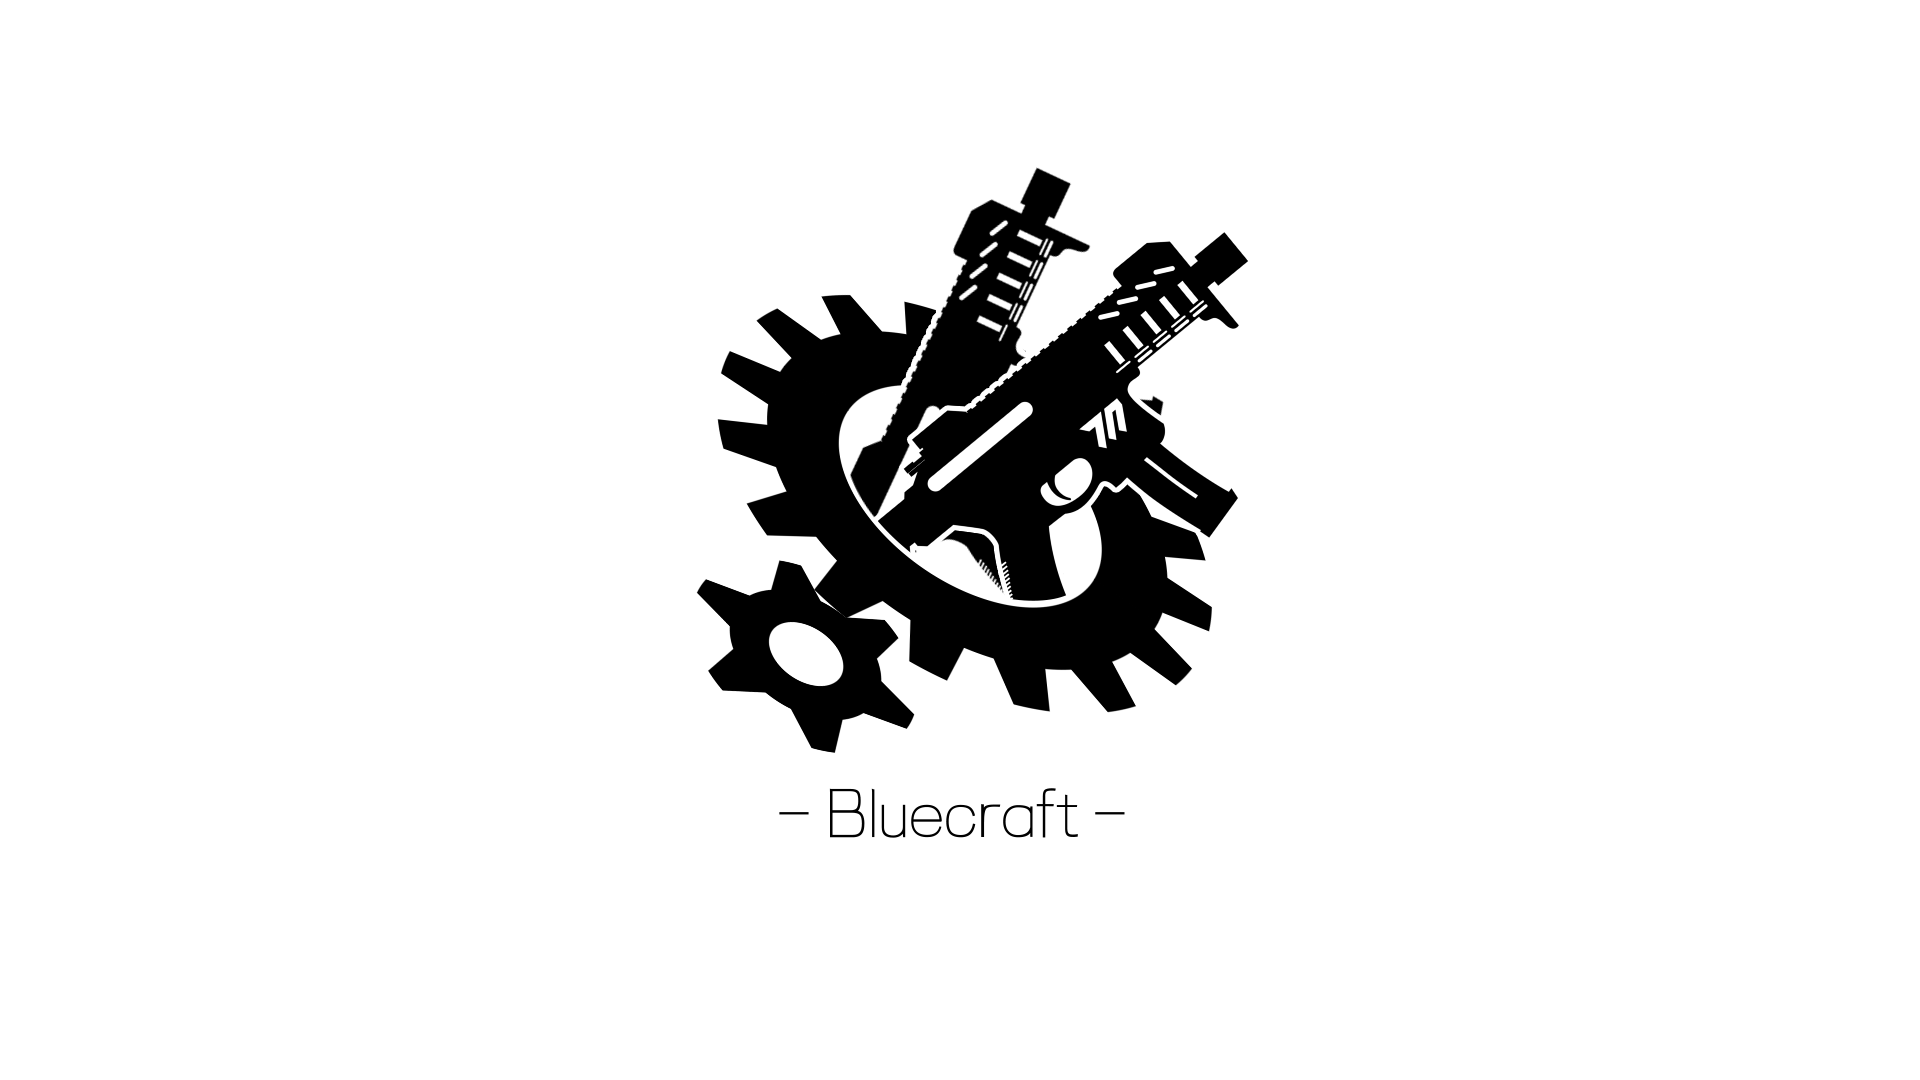 – Bluecraft –